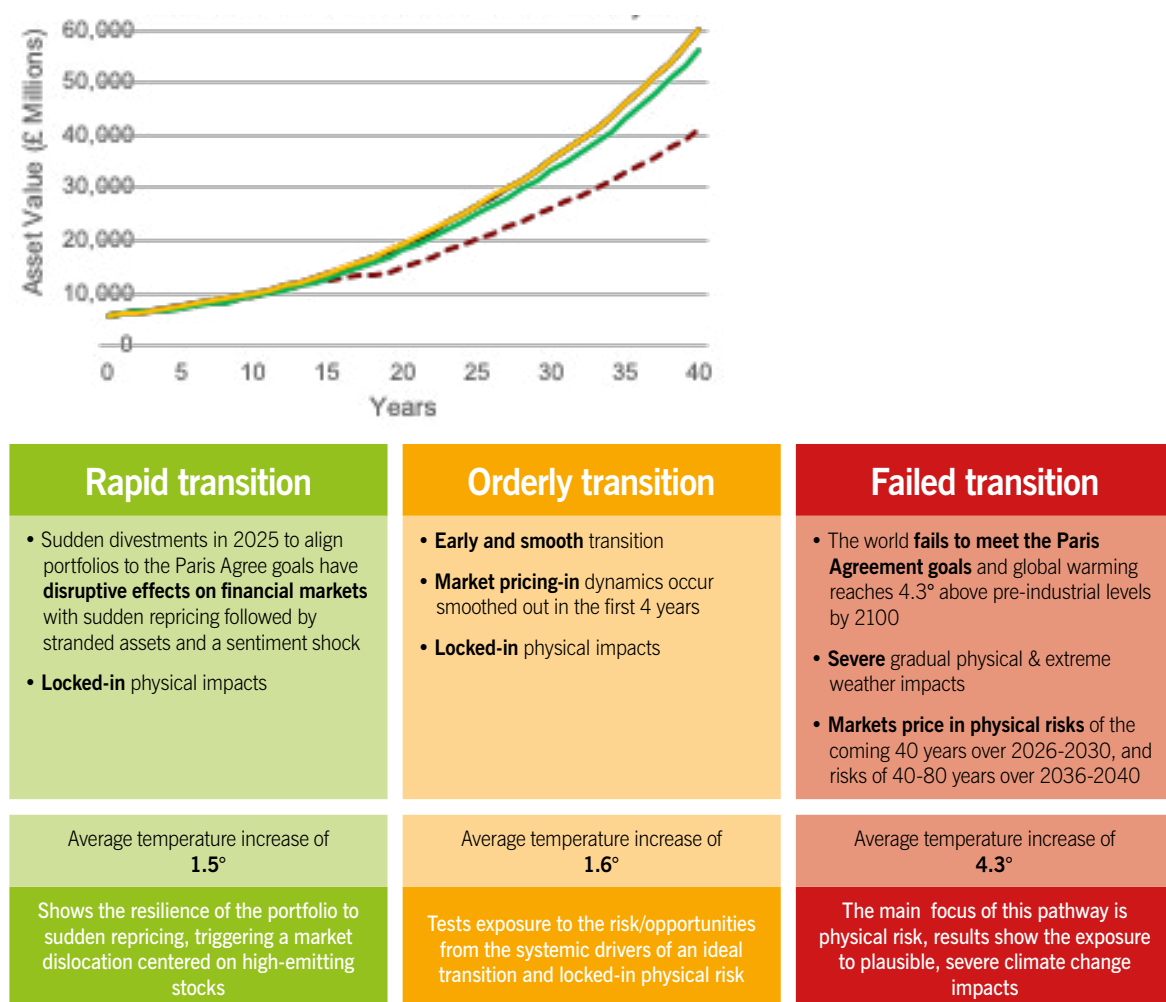 60,000
50,000
40,000
30,000
20,000
10,000
0
Asset Value (£ Millions)
0 5 10 15 20 25 30 35 40
Years
Rapid transition
• Sudden divestments in 2025 to align
portfolios to the Paris Agree goals have
disruptive effects on financial markets
with sudden repricing followed by
stranded assets and a sentiment shock
• Locked-in physical impacts
Average temperature increase of
1.5°
Shows the resilience of the portfolio to
sudden repricing, triggering a market
dislocation centered on high-emitting
stocks
Orderly transition
• Early and smooth transition
• Market pricing-in dynamics occur
smoothed out in the first 4 years
• Locked-in physical impacts
Average temperature increase of
1.6°
Tests exposure to the risk/opportunities
from the systemic drivers of an ideal
transition and locked-in physical risk
Failed transition
• The world fails to meet the Paris
Agreement goals and global warming
reaches 4.3° above pre-industrial levels
by 2100
• Severe gradual physical & extreme
weather impacts
• Markets price in physical risks of the
coming 40 years over 2026-2030, and
risks of 40-80 years over 2036-2040
Average temperature increase of
4.3°
The main focus of this pathway is
physical risk, results show the exposure
to plausible, severe climate change
impacts